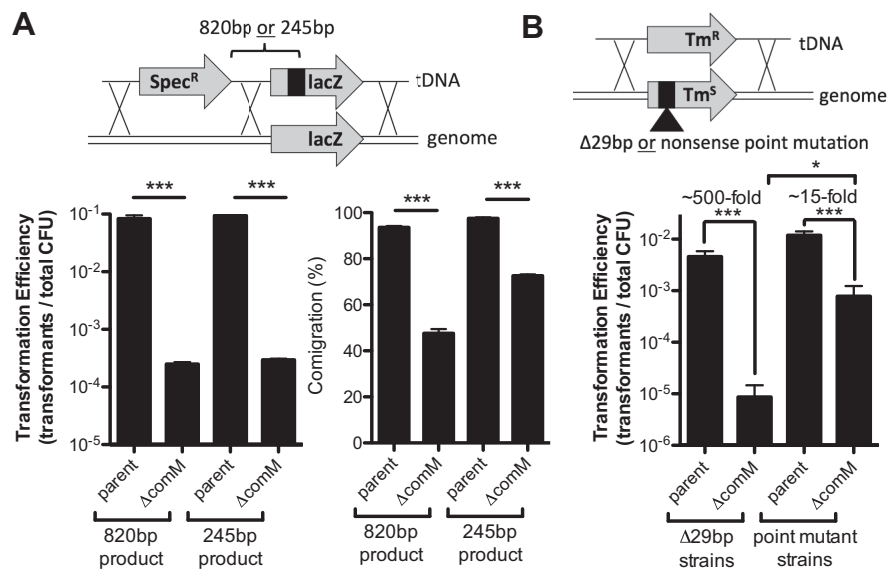 A
820bp or 245bp
Spec^R
lacZ
tDNA
lacZ
genome
Transformation Efficiency
(transformants / total CFU)
10^-1
10^-2
10^-3
10^-4
10^-5
***
***
parent
ΔcomM
parent
ΔcomM
820bp
product
245bp
product
Comigration (%)
100
80
60
40
20
0
***
***
parent
ΔcomM
parent
ΔcomM
820bp
product
245bp
product
B
Tm^R
tDNA
Tm^S
genome
Δ29bp or nonsense point mutation
*
~500-fold
~15-fold
***
***
Transformation Efficiency
(transformants / total CFU)
10^-2
10^-3
10^-4
10^-5
10^-6
parent
ΔcomM
parent
ΔcomM
Δ29bp
strains
point mutant
strains